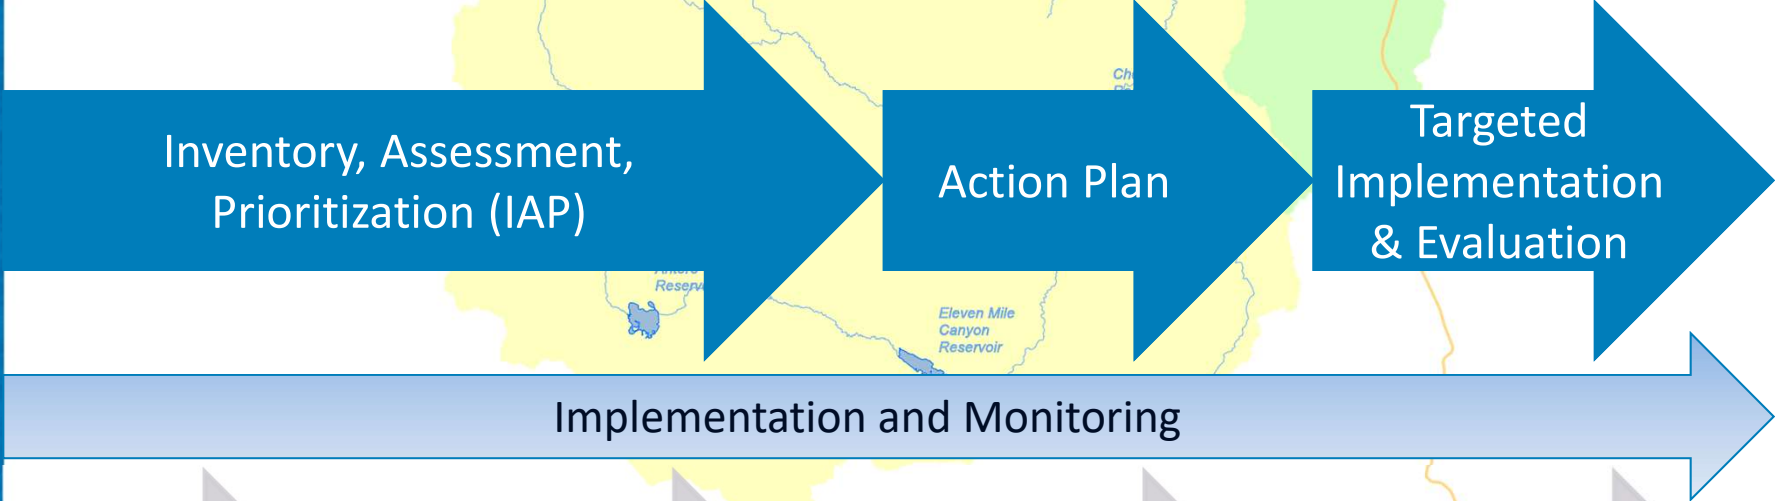 Inventory, Assessment,
Prioritization (IAP)
Action Plan
Targeted
Implementation
& Evaluation
Eleven Mile
Canyon
Reservoir
Implementation and Monitoring